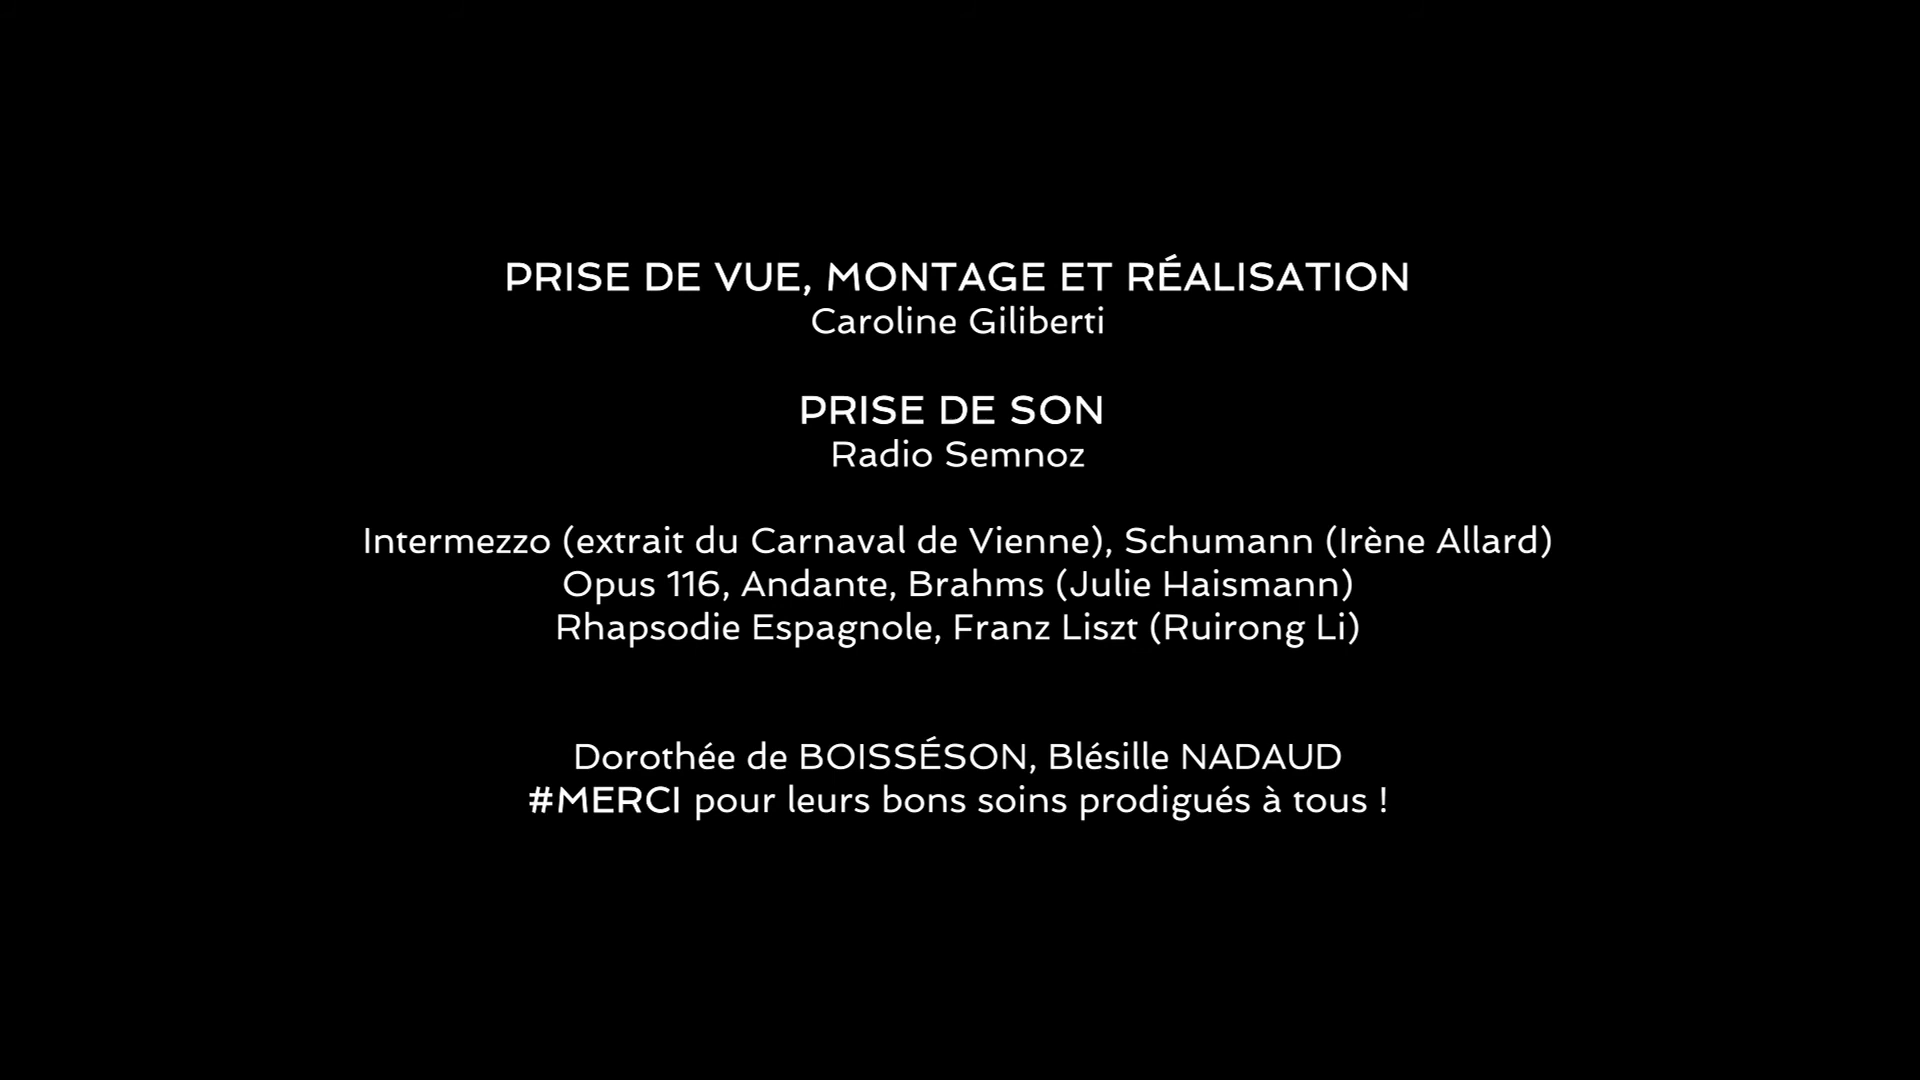 PRISE DE VUE, MONTAGE ET RÉALISATION
Caroline Giliberti
PRISE DE SON
Radio Semnoz
Intermezzo (extrait du Carnaval de Vienne), Schumann (Irène Allard)
Opus 116, Andante, Brahms (Julie Haismann)
Rhapsodie Espagnole, Franz Liszt (Ruirong Li)
Dorothée de BOISSÉSON, Blésille NADAUD
#MERCI pour leurs bons soins prodigués à tous !